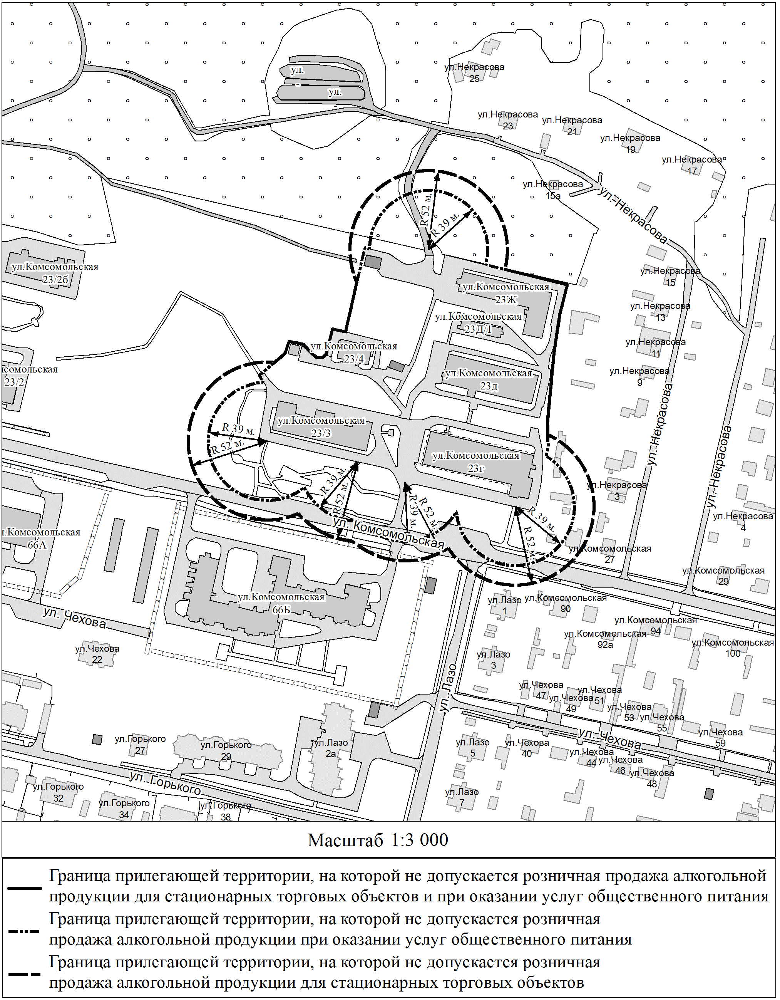 ул.
-
ул.
-
ул.Некрасова
25
ул.Некрасова
23
ул.Некрасова
21
ул.Некрасова
19
ул.Некрасова
17
ул.Некрасова
15а
ул. Некрасова
R 52 м.
R 39 м.
ул.Комсомольская
23/2б
ул.Комсомольская
23Ж
ул.Некрасова
15
ул.Некрасова
13
ул.Комсомольская
23Д/1
ул.Комсомольская
23/4
ул.Некрасова
11
сомольская
23/2
ул.Комсомольская
23д
ул.Некрасова
9
ул.Некрасова
ул.Некрасова
ул.Комсомольская
23/3
R 39 м.
R 52 м.
ул.Комсомольская
23г
R 39 м.
R 52 м.
R 39 м.
R 52 м.
R 39 м.
R 52 м.
ул.Некрасова
3
ул.Некрасова
4
ул. Комсомольская
л.Комсомольская
66А
ул.Комсомольская
27
ул.Комсомольская
29
ул.Комсомольская
66Б
ул.Лазо
1
ул.Комсомольская
90
ул. Чехова
ул.Комсомольская
94
ул.Комсомольская
92а
ул.Комсомольская
100
ул.Чехова
22
ул.Лазо
3
ул. Лазо
ул.Чехова
47
ул.Чехова
49
ул.Чехова
51
ул.Чехова
53
ул.Чехова
55
ул.Чехова
59
ул. Чехова
ул.Горького
27
ул.Горького
29
ул.Лазо
2а
ул.Лазо
5
ул.Чехова
40
ул.Чехова
44
ул.Чехова
46
ул.Чехова
48
ул. Горького
ул.Горького
32
ул.Горького
34
ул.Горького
38
ул.Лазо
7
Масштаб 1:3 000
Граница прилегающей территории, на которой не допускается розничная продажа алкогольной
продукции для стационарных торговых объектов и при оказании услуг общественного питания
Граница прилегающей территории, на которой не допускается розничная
продажа алкогольной продукции при оказании услуг общественного питания
Граница прилегающей территории, на которой не допускается розничная
продажа алкогольной продукции для стационарных торговых объектов